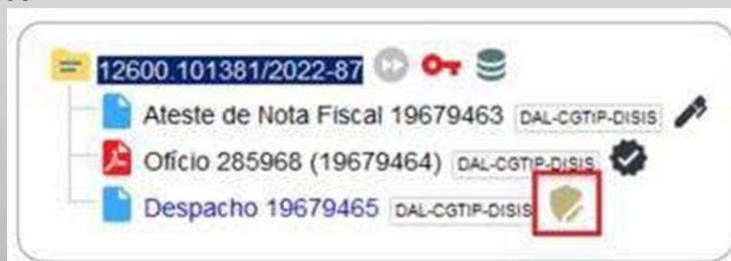 12600.101381/2022-87
Ateste de Nota Fiscal 19679463 DAL-CGTIP-DISIS
Ofício 285968 (19679464) DAL-CGTIP-DISIS
Despacho 19679465 DAL-CGTIP-DISIS